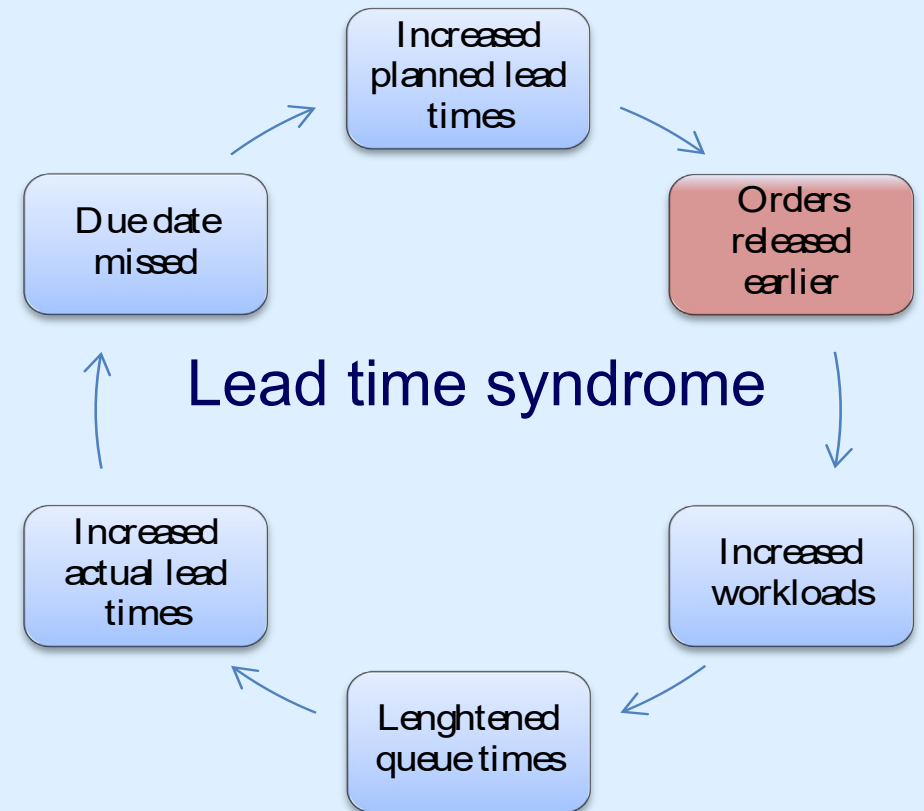 Increased
planned lead
times
Orders
released
earlier
Increased
workloads
Lenghtened
queue times
Increased
actual lead
times
Due date
missed
Lead time syndrome